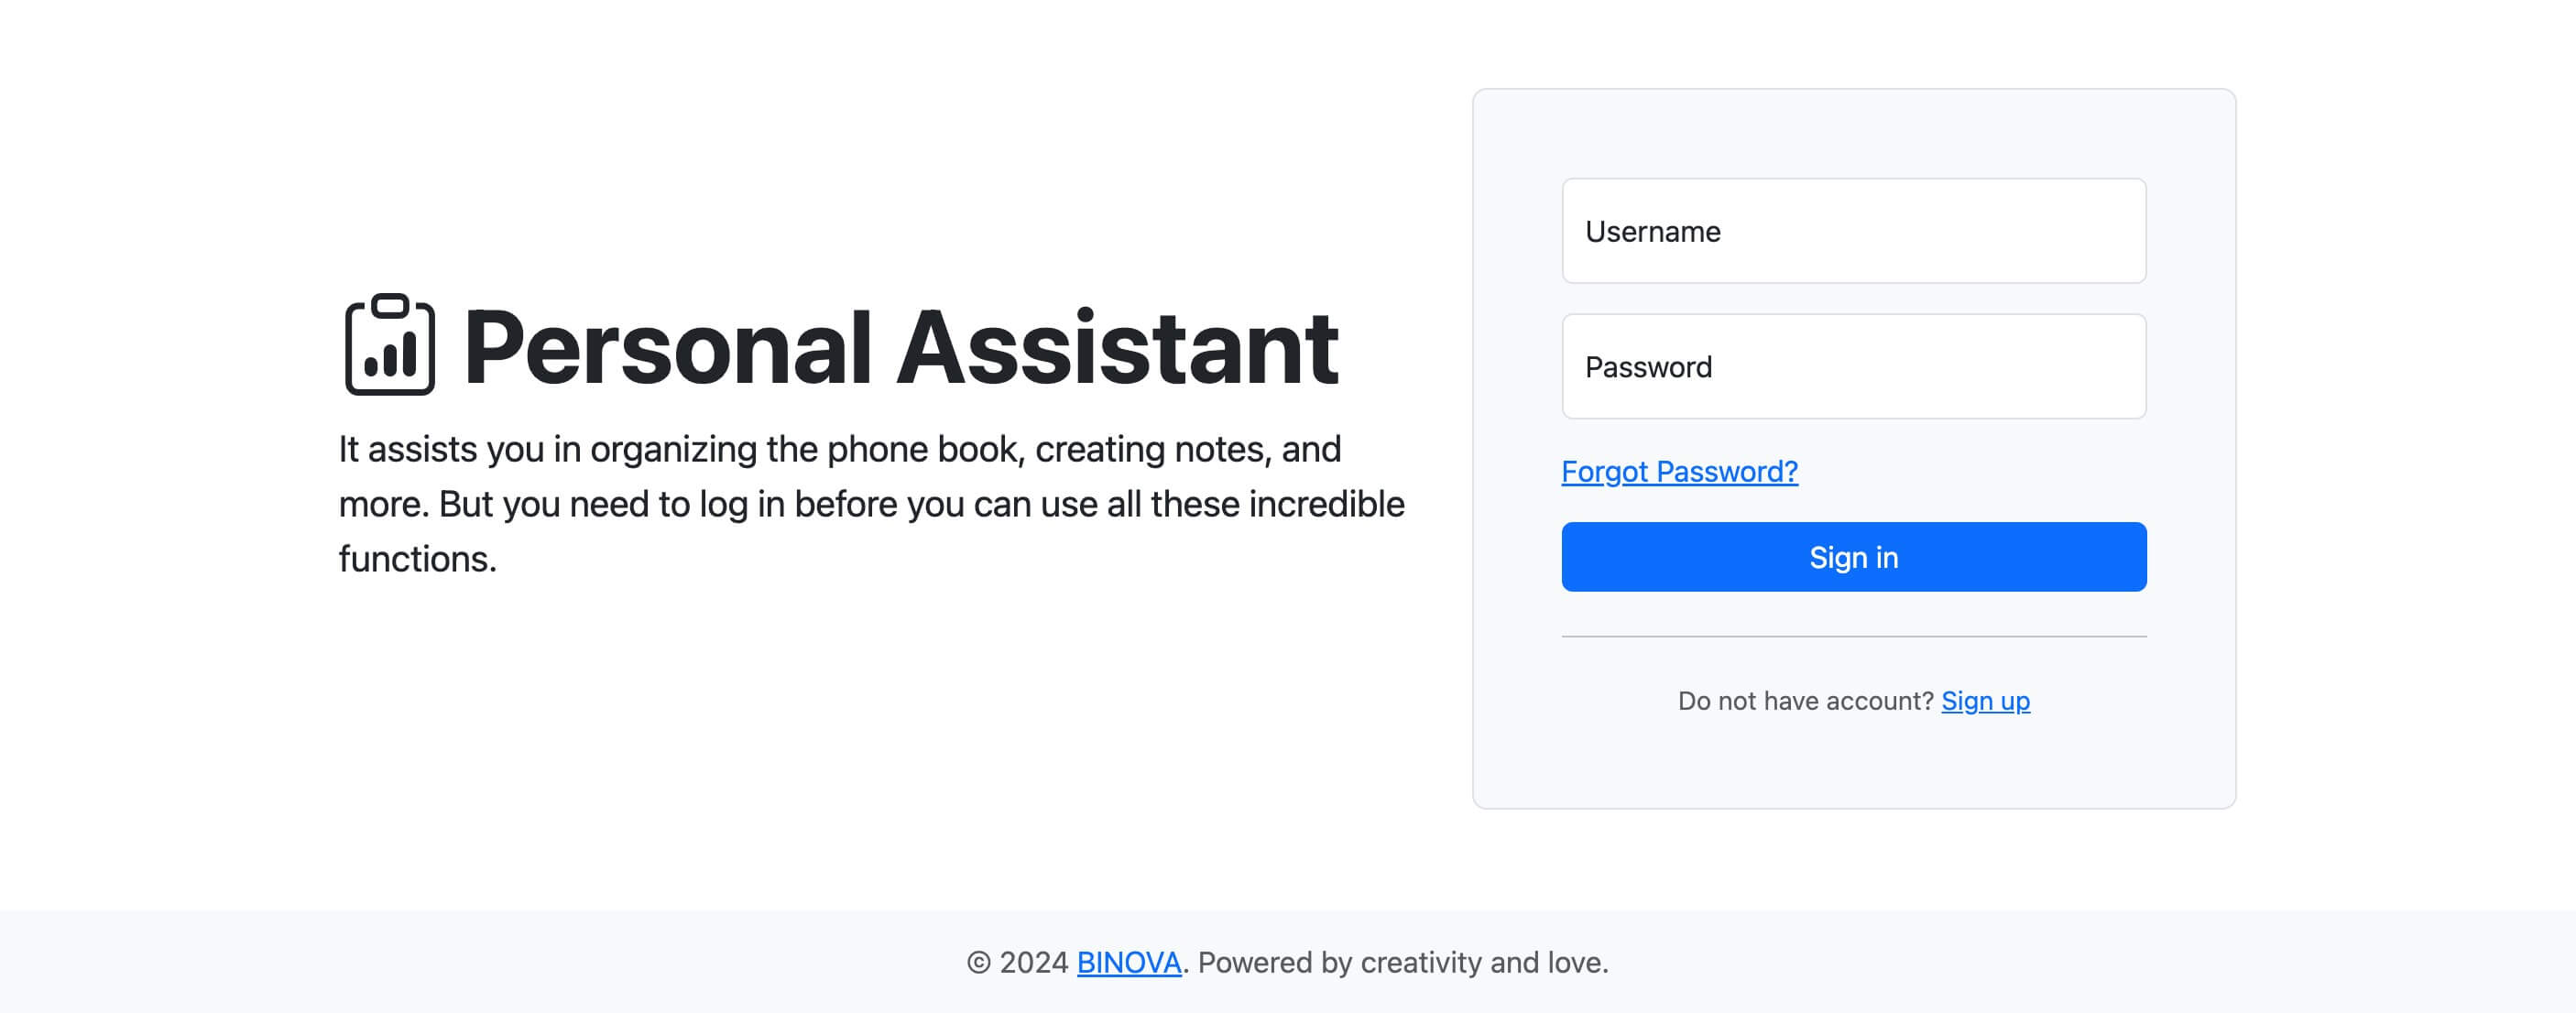 Personal Assistant
It assists you in organizing the phone book, creating notes, and
more. But you need to log in before you can use all these incredible
functions.
Username
Password
Forgot Password?
Sign in
Do not have account? Sign up
© 2024 BINOVA. Powered by creativity and love.